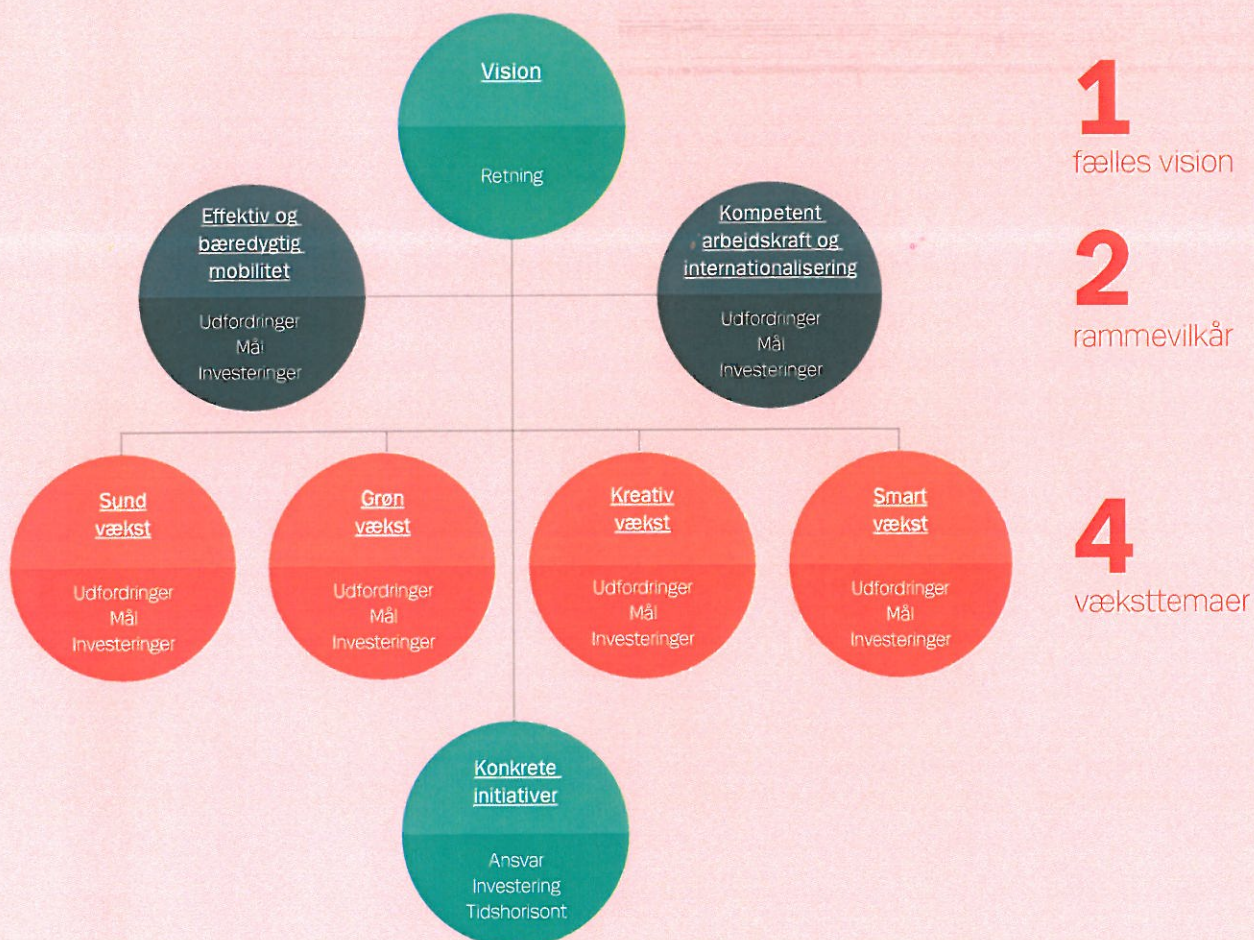 Vision
Retning
1
fælles vision
Effektiv og
bæredygtig
mobilitet
Udfordringer
Mål
Investeringer
Kompetent
arbejdskraft og
internationalisering
Udfordringer
Mål
Investeringer
2
rammevilkår
Sund
vækst
Udfordringer
Mål
Investeringer
Grøn
vækst
Udfordringer
Mål
Investeringer
Kreativ
vækst
Udfordringer
Mål
Investeringer
Smart
vækst
Udfordringer
Mål
Investeringer
4
væksttemaer
Konkrete
initiativer
Ansvar
Investering
Tidshorisont